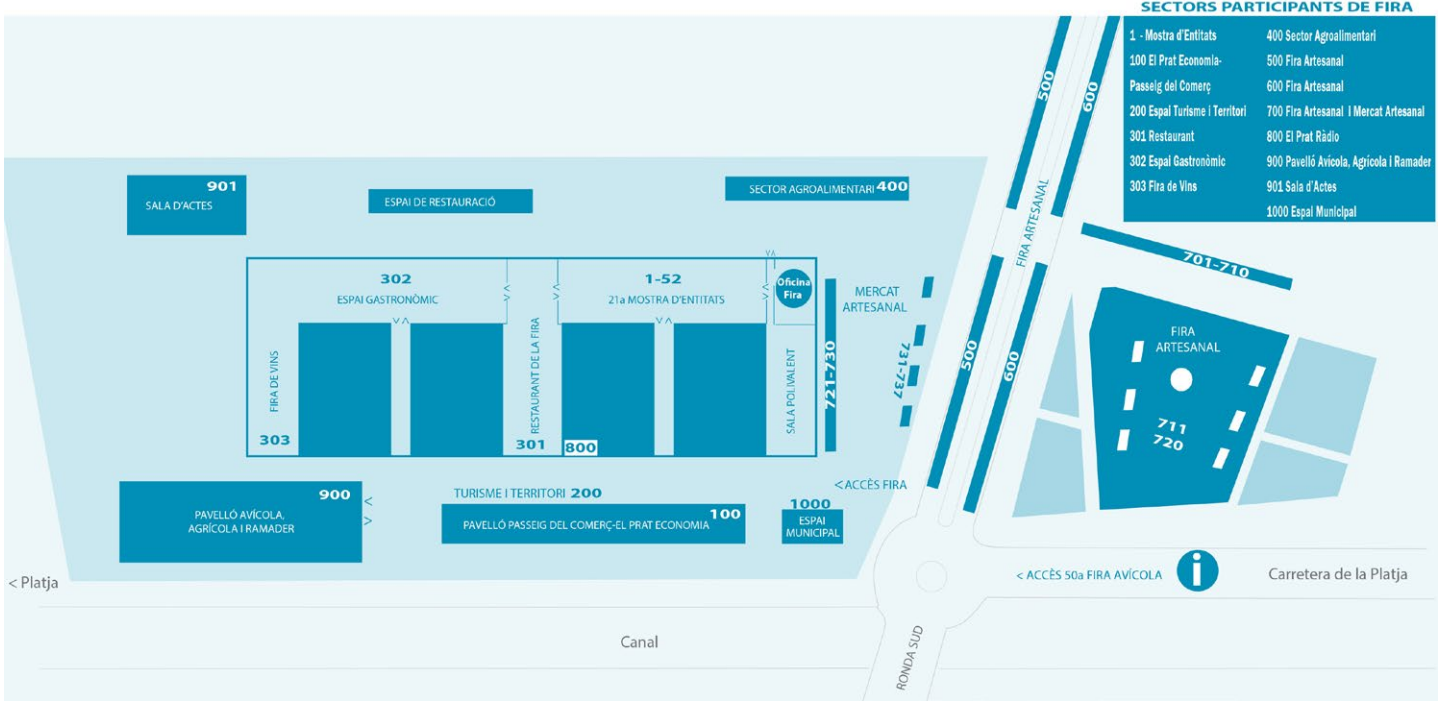 SECTORS PARTICIPANTS DE FIRA
1 - Mostra d'Entitats
100 El Prat Economia-
Passeig del Comerç
200 Espai Turisme i Territori
301 Restaurant
302 Espai Gastronòmic
303 Fira de Vins
400 Sector Agroalimentari
500 Fira Artesanal
600 Fira Artesanal
700 Fira Artesanal i Mercat Artesanal
800 El Prat Ràdio
900 Pavelló Avícola, Agrícola i Ramader
901 Sala d'Actes
1000 Espai Municipal
500
600
FIRA ARTESANAL
901
SALA D'ACTES
ESPAI DE RESTAURACIÓ
SECTOR AGROALIMENTARI 400
701-710
302
ESPAI GASTRONÒMIC
1-52
21a MOSTRA D'ENTITATS
Oficina
Fira
MERCAT
ARTESANAL
FIRA
ARTESANAL
FIRA DE VINS
303
RESTAURANT DE LA FIRA
301
800
SALA POLIVALENT
721-730
731-737
500
600
711
720
<ACCÈS FIRA
900
PAVELLÓ AVÍCOLA,
AGRÍCOLA I RAMADER
TURISME I TERRITORI 200
100
PAVELLÓ PASSEIG DEL COMERÇ-EL PRAT ECONOMIA
1000
ESPAI
MUNICIPAL
< Platja
< ACCÈS 50a FIRA AVÍCOLA
i
Carretera de la Platja
Canal
RONDA SUD